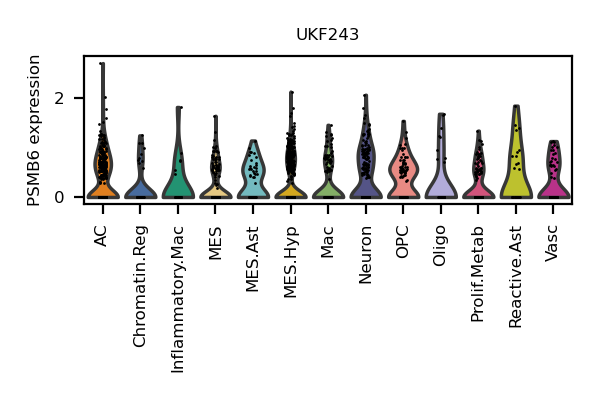 UKF243
PSMB6 expression
2
0
AC
Chromatin.Reg
Inflammatory.Mac
MES
MES.Ast
MES.Hyp
Mac
Neuron
OPC
Oligo
Prolif.Metab
Reactive.Ast
Vasc